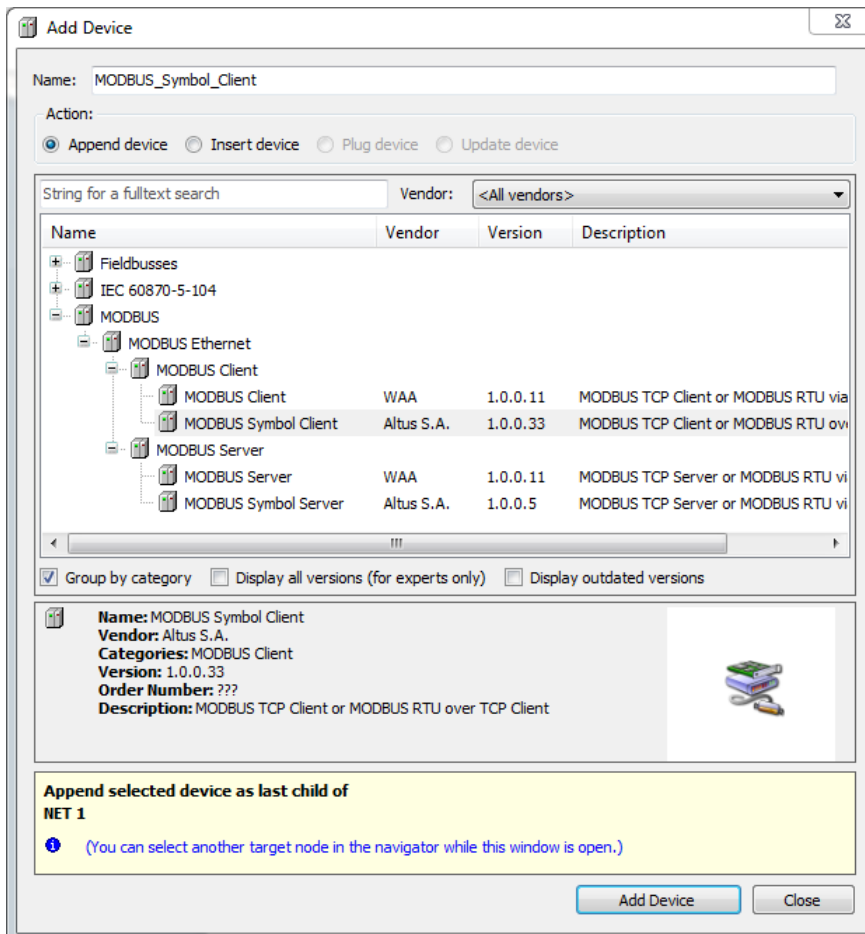 Add Device
Name: MODBUS_Symbol_Client
Action:
Append device Insert device Plug device Update device
String for a fulltext search Vendor: <All vendors>
Name Vendor Version Description
Fieldbusses
IEC 60870-5-104
MODBUS
MODBUS Ethernet
MODBUS Client
MODBUS Client WAA 1.0.0.11 MODBUS TCP Client or MODBUS RTU via
MODBUS Symbol Client Altus S.A. 1.0.0.33 MODBUS TCP Client or MODBUS RTU ov
MODBUS Server
MODBUS Server WAA 1.0.0.11 MODBUS TCP Server or MODBUS RTU vi
MODBUS Symbol Server Altus S.A. 1.0.0.5 MODBUS TCP Server or MODBUS RTU vi
Group by category Display all versions (for experts only) Display outdated versions
Name: MODBUS Symbol Client
Vendor: Altus S.A.
Categories: MODBUS Client
Version: 1.0.0.33
Order Number: ???
Description: MODBUS TCP Client or MODBUS RTU over TCP Client
Append selected device as last child of
NET 1
(You can select another target node in the navigator while this window is open.)
Add Device Close